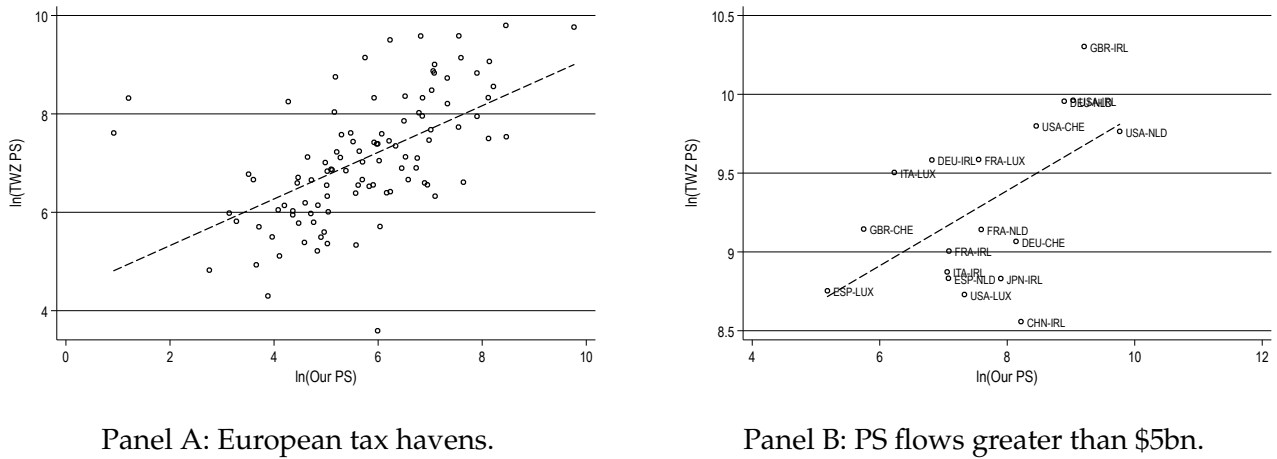 10
8
6
4
ln(TWZ PS)
0 2 4 6 8 10
ln(Our PS)
Panel A: European tax havens.
10.5
10
9.5
9
8.5
ln(TWZ PS)
GBR-IRL
USA-IRL
DEU-NLD
USA-CHE
USA-NLD
DEU-IRL
FRA-LUX
ITA-LUX
GBR-CHE
FRA-NLD
DEU-CHE
FRA-IRL
ITA-IRL
ESP-NLD
JPN-IRL
ESP-LUX
USA-LUX
CHN-IRL
4 6 8 10 12
ln(Our PS)
Panel B: PS flows greater than $5bn.